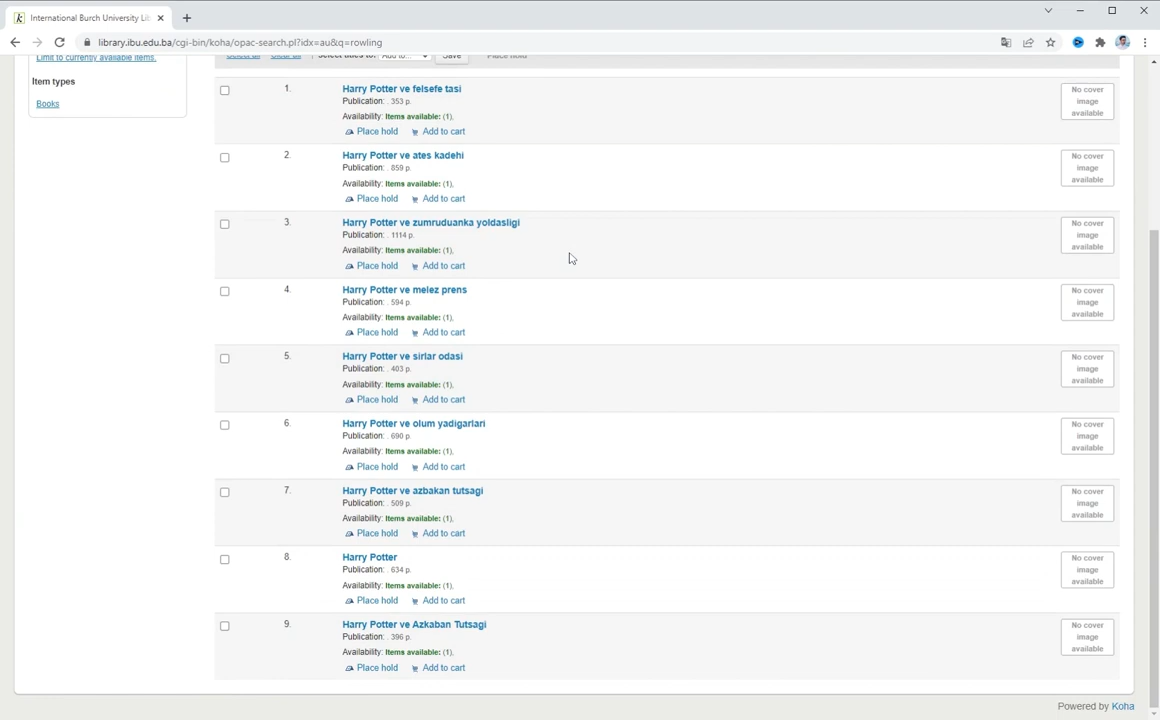 International Burch University Lib
library.ibu.edu.ba/cgi-bin/koha/opac-search.pl?idx=au&q=rowling
Limit to currently available items.
Item types
Books
Select all Clear all | Select titles to: Add to... Save Place hold
1. Harry Potter ve felsefe tasi
Publication: . 353 p.
Availability: Items available: (1),
Place hold Add to cart
No cover image available
2. Harry Potter ve ates kadehi
Publication: . 859 p.
Availability: Items available: (1),
Place hold Add to cart
No cover image available
3. Harry Potter ve zumruduanka yoldasligi
Publication: . 1114 p.
Availability: Items available: (1),
Place hold Add to cart
No cover image available
4. Harry Potter ve melez prens
Publication: . 594 p.
Availability: Items available: (1),
Place hold Add to cart
No cover image available
5. Harry Potter ve sirlar odasi
Publication: . 403 p.
Availability: Items available: (1),
Place hold Add to cart
No cover image available
6. Harry Potter ve olum yadigarlari
Publication: . 690 p.
Availability: Items available: (1),
Place hold Add to cart
No cover image available
7. Harry Potter ve azbakan tutsagi
Publication: . 509 p.
Availability: Items available: (1),
Place hold Add to cart
No cover image available
8. Harry Potter
Publication: . 634 p.
Availability: Items available: (1),
Place hold Add to cart
No cover image available
9. Harry Potter ve Azkaban Tutsagi
Publication: . 396 p.
Availability: Items available: (1),
Place hold Add to cart
No cover image available
Powered by Koha